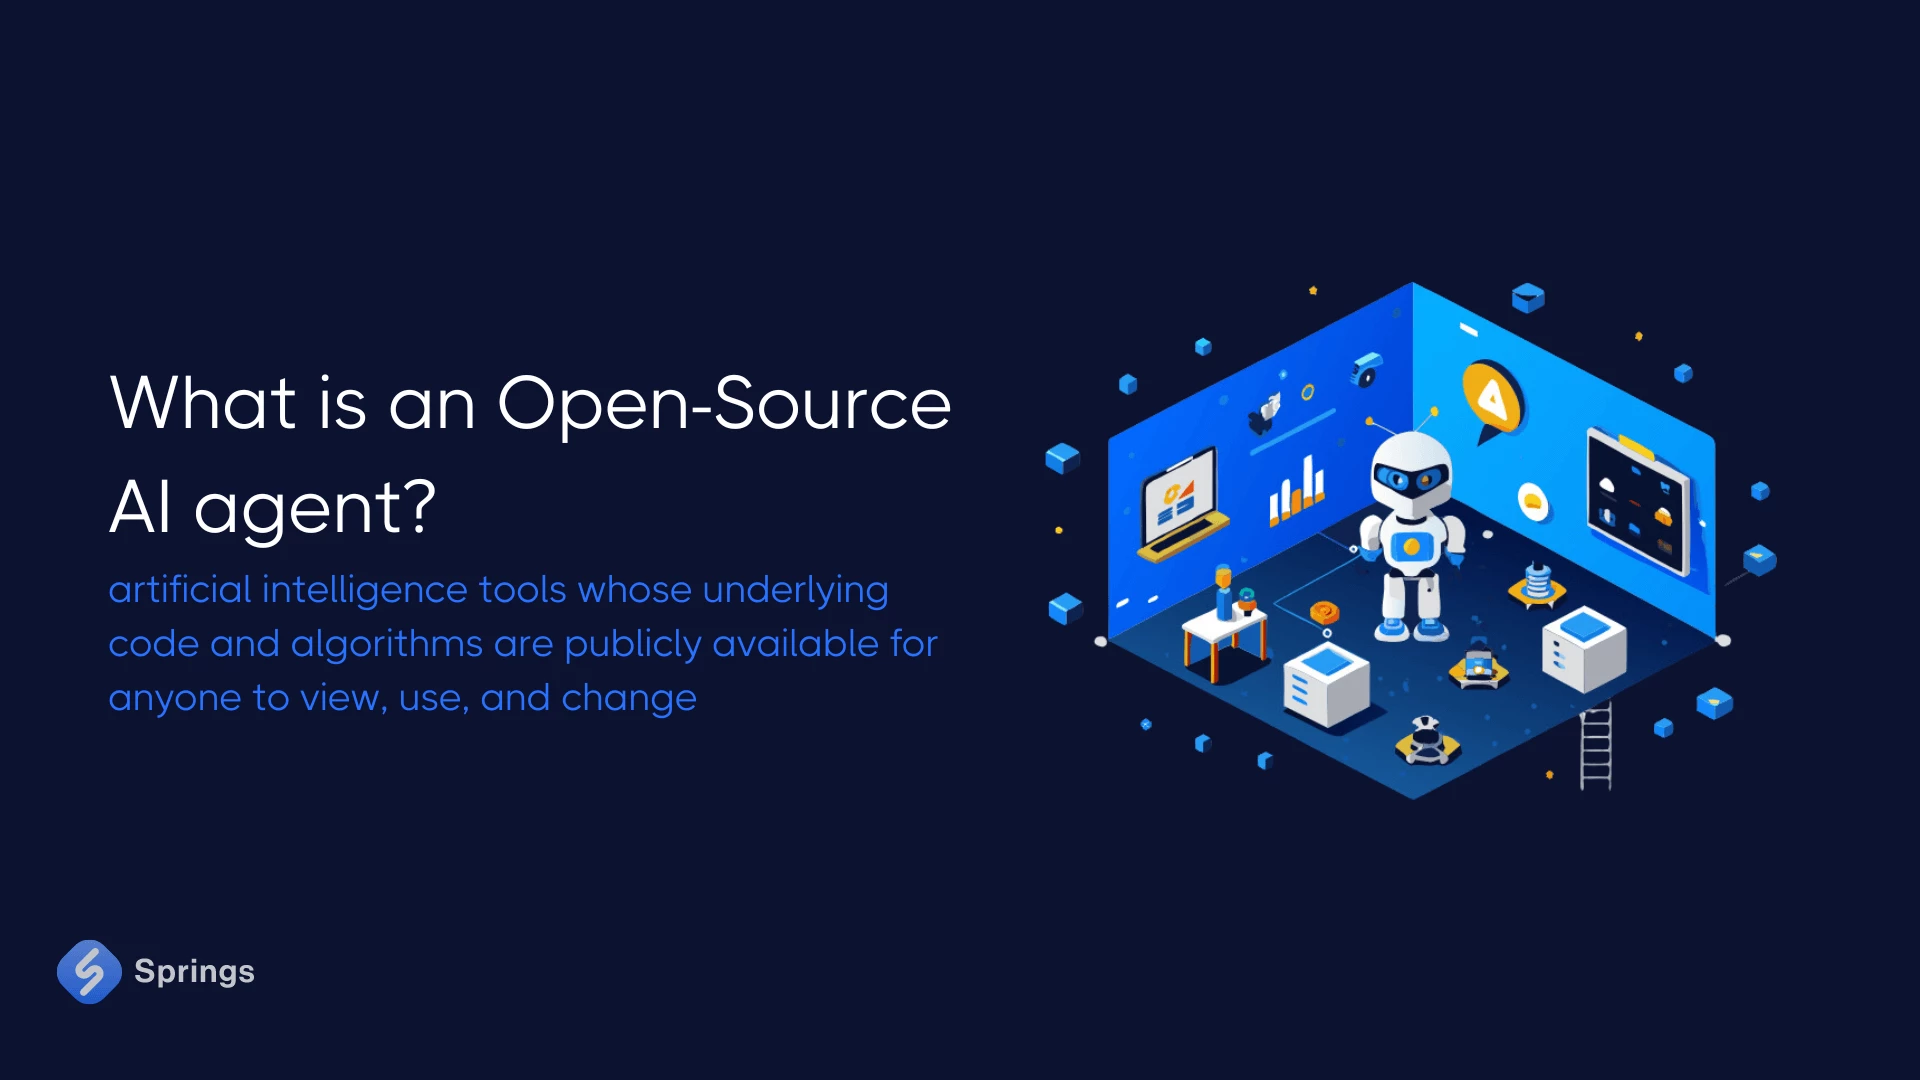 What is an Open-Source
AI agent?
artificial intelligence tools whose underlying
code and algorithms are publicly available for
anyone to view, use, and change
Springs